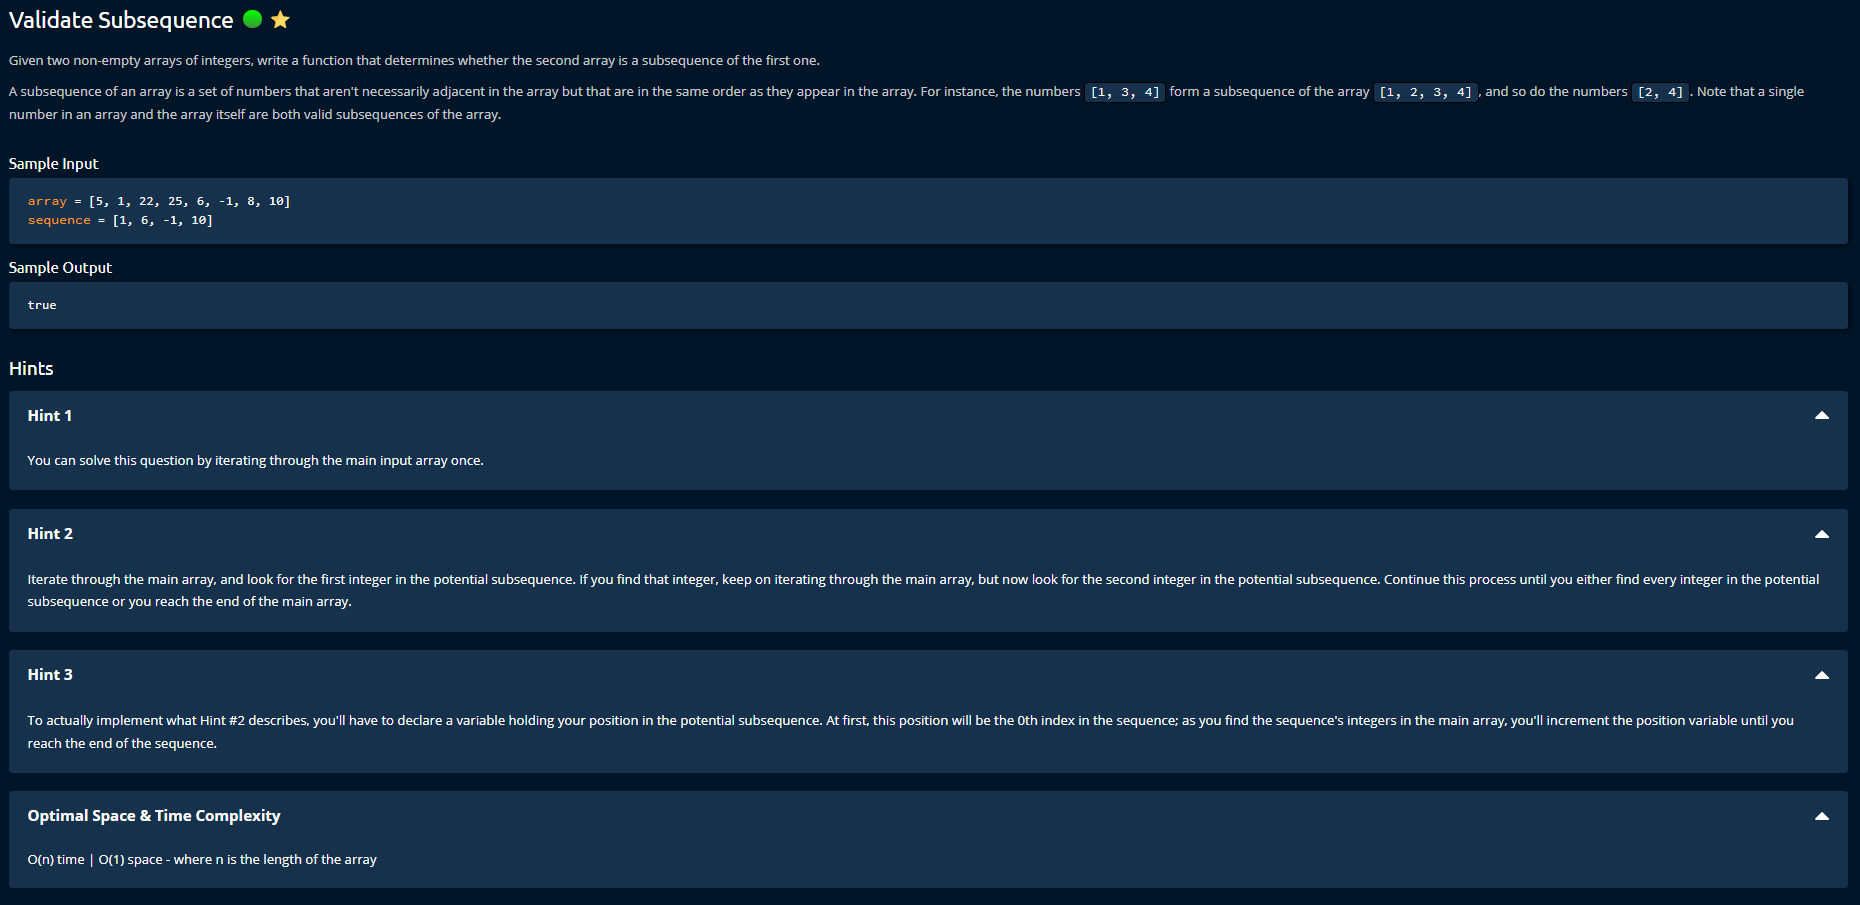 Validate Subsequence
Given two non-empty arrays of integers, write a function that determines whether the second array is a subsequence of the first one.
A subsequence of an array is a set of numbers that aren't necessarily adjacent in the array but that are in the same order as they appear in the array. For instance, the numbers [1, 3, 4] form a subsequence of the array [1, 2, 3, 4] , and so do the numbers [2, 4] . Note that a single
number in an array and the array itself are both valid subsequences of the array.
Sample Input
array = [5, 1, 22, 25, 6, -1, 8, 10]
sequence = [1, 6, -1, 10]
Sample Output
true
Hints
Hint 1
You can solve this question by iterating through the main input array once.
Hint 2
Iterate through the main array, and look for the first integer in the potential subsequence. If you find that integer, keep on iterating through the main array, but now look for the second integer in the potential subsequence. Continue this process until you either find every integer in the potential
subsequence or you reach the end of the main array.
Hint 3
To actually implement what Hint #2 describes, you'll have to declare a variable holding your position in the potential subsequence. At first, this position will be the 0th index in the sequence; as you find the sequence's integers in the main array, you'll increment the position variable until you
reach the end of the sequence.
Optimal Space & Time Complexity
O(n) time | O(1) space - where n is the length of the array